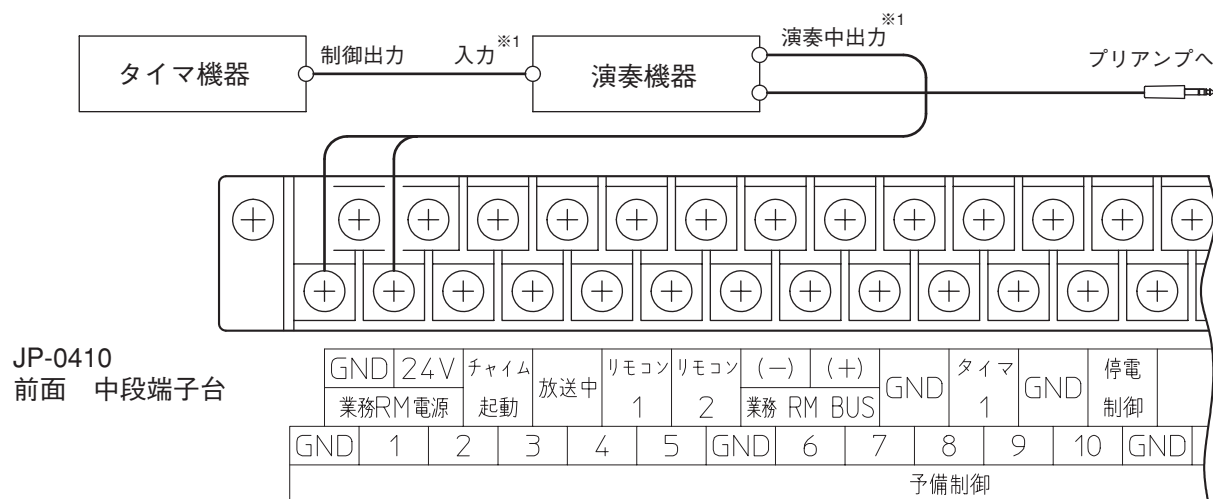 タイマ機器 制御出力 入力※1 演奏機器 演奏中出力※1 プリアンプへ
JP-0410
前面 中段端子台
GND 24V チャイム 放送中 リモコン リモコン (-) (+) GND タイマ GND 停電
業務RM電源 起動 1 2 業務 RM BUS 1 制御
GND 1 2 3 4 5 GND 6 7 8 9 10 GND
予備制御